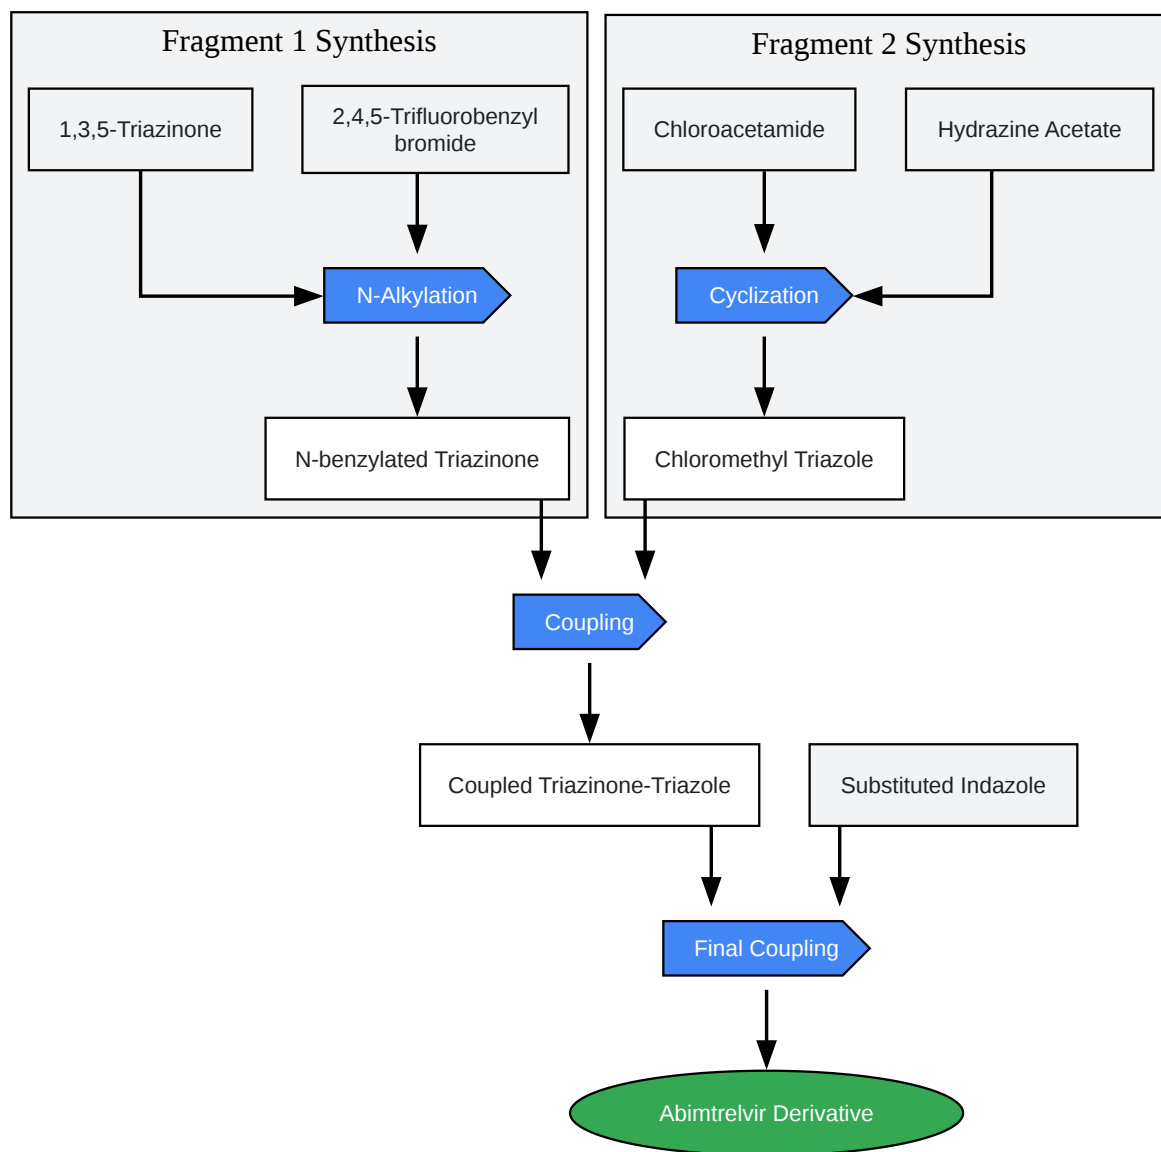 Fragment 1 Synthesis
Fragment 2 Synthesis
1,3,5-Triazinone
2,4,5-Trifluorobenzyl
bromide
Chloroacetamide
Hydrazine Acetate
N-Alkylation
Cyclization
N-benzylated Triazinone
Chloromethyl Triazole
Coupling
Coupled Triazinone-Triazole
Substituted Indazole
Final Coupling
Abimtrelvir Derivative